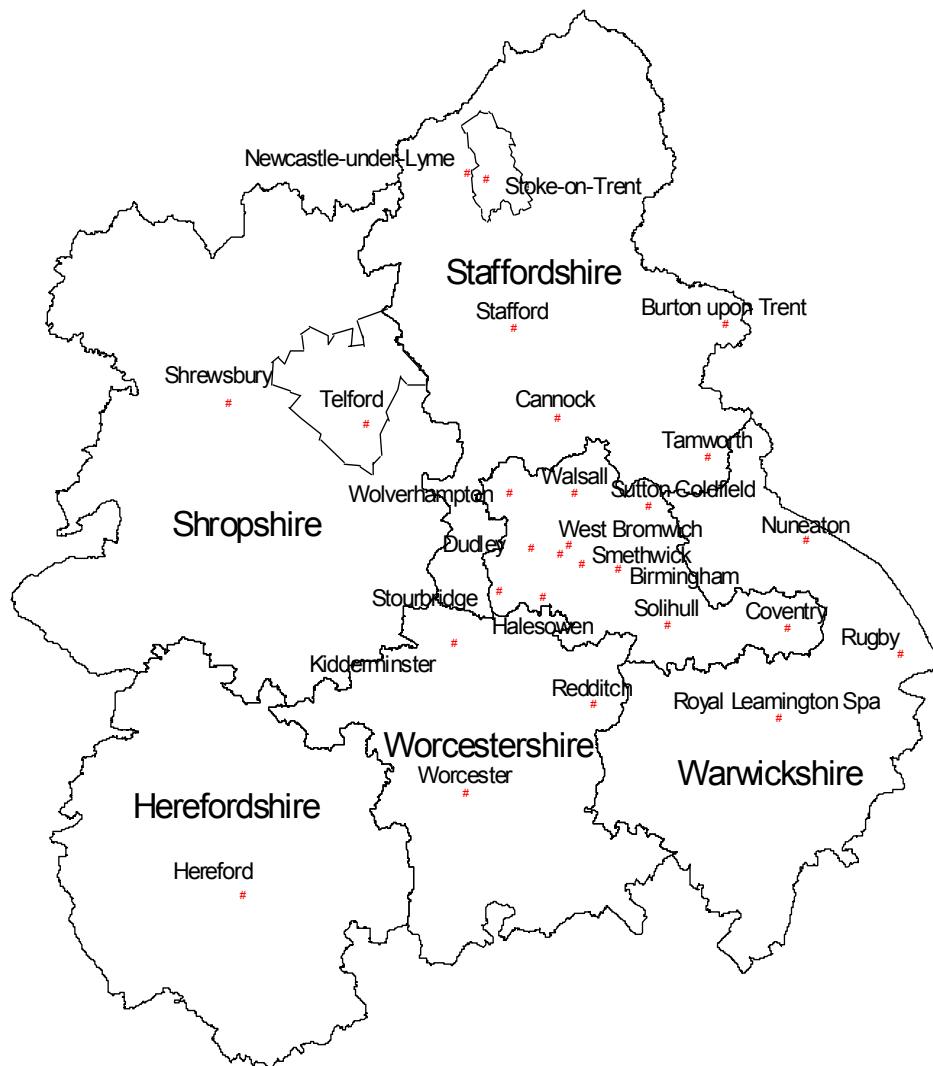 Newcastle-under-Lyme
Stoke-on-Trent
Staffordshire
Stafford
Burton upon Trent
Shrewsbury
Telford
Cannock
Tamworth
Walsall
Wolverhampton
Sutton Coldfield
Shropshire
West Bromwich
Nuneaton
Dudley
Smethwick
Birmingham
Stourbridge
Solihull
Coventry
Halesowen
Rugby
Kidderminster
Redditch
Royal Leamington Spa
Worcestershire
Warwickshire
Worcester
Herefordshire
Hereford